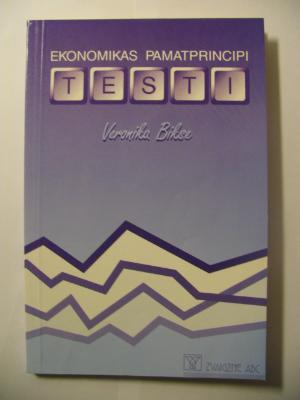 EKONOMIKAS PAMATPRINCIPI
TESTI
Veronika Bikse
ZVAIGZNE ABC